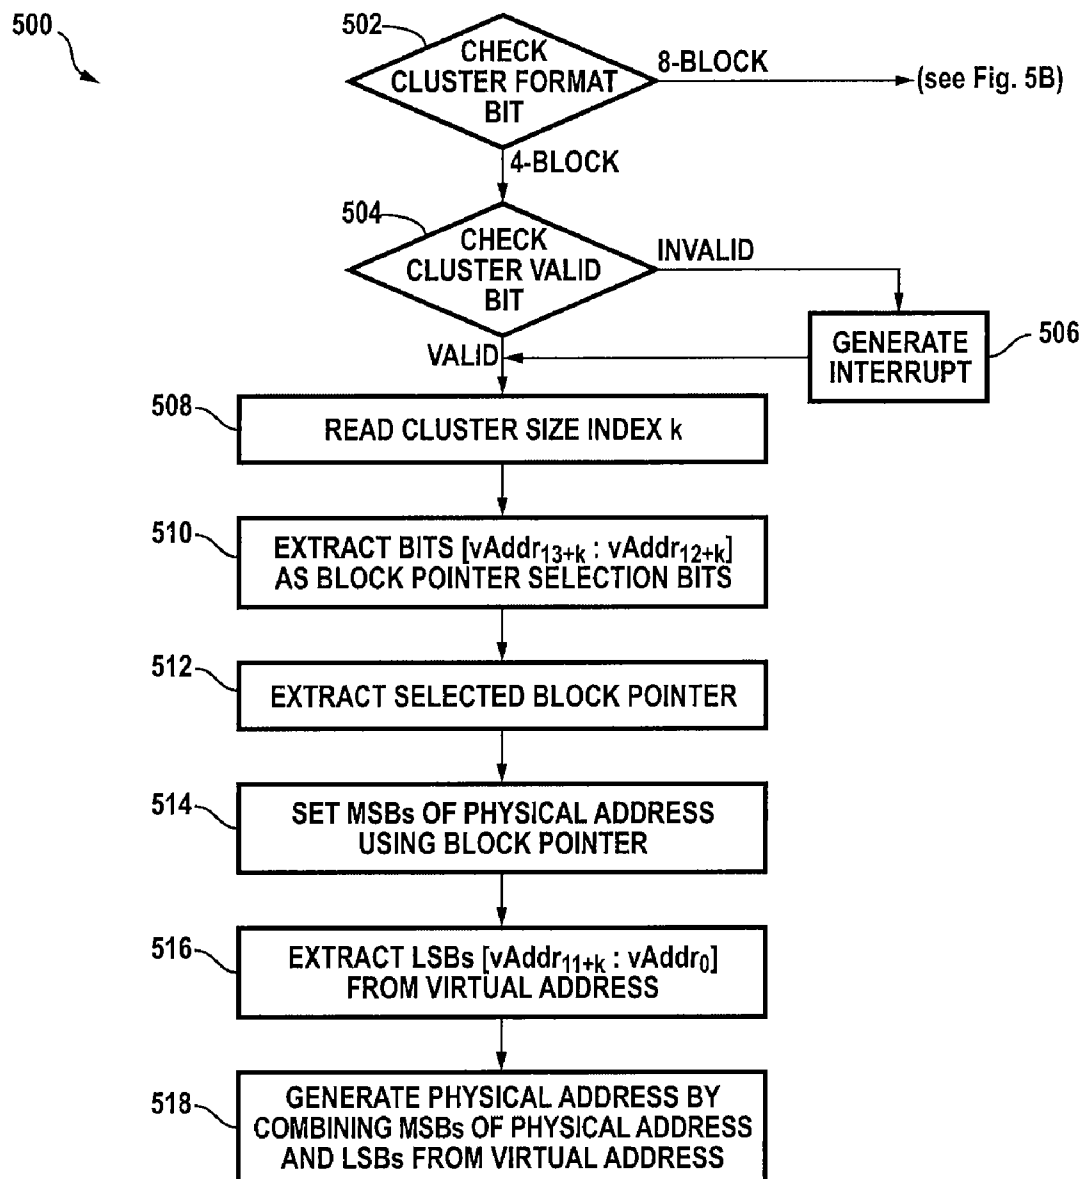 500
502
CHECK
CLUSTER FORMAT
BIT
8-BLOCK
(see Fig. 5B)
4-BLOCK
504
CHECK
CLUSTER VALID
BIT
INVALID
GENERATE
INTERRUPT
506
VALID
508
READ CLUSTER SIZE INDEX k
510
EXTRACT BITS [vAddr₁₃₊ₖ : vAddr₁₂₊ₖ]
AS BLOCK POINTER SELECTION BITS
512
EXTRACT SELECTED BLOCK POINTER
514
SET MSBs OF PHYSICAL ADDRESS
USING BLOCK POINTER
516
EXTRACT LSBs [vAddr₁₁₊ₖ : vAddr₀]
FROM VIRTUAL ADDRESS
518
GENERATE PHYSICAL ADDRESS BY
COMBINING MSBs OF PHYSICAL ADDRESS
AND LSBs FROM VIRTUAL ADDRESS